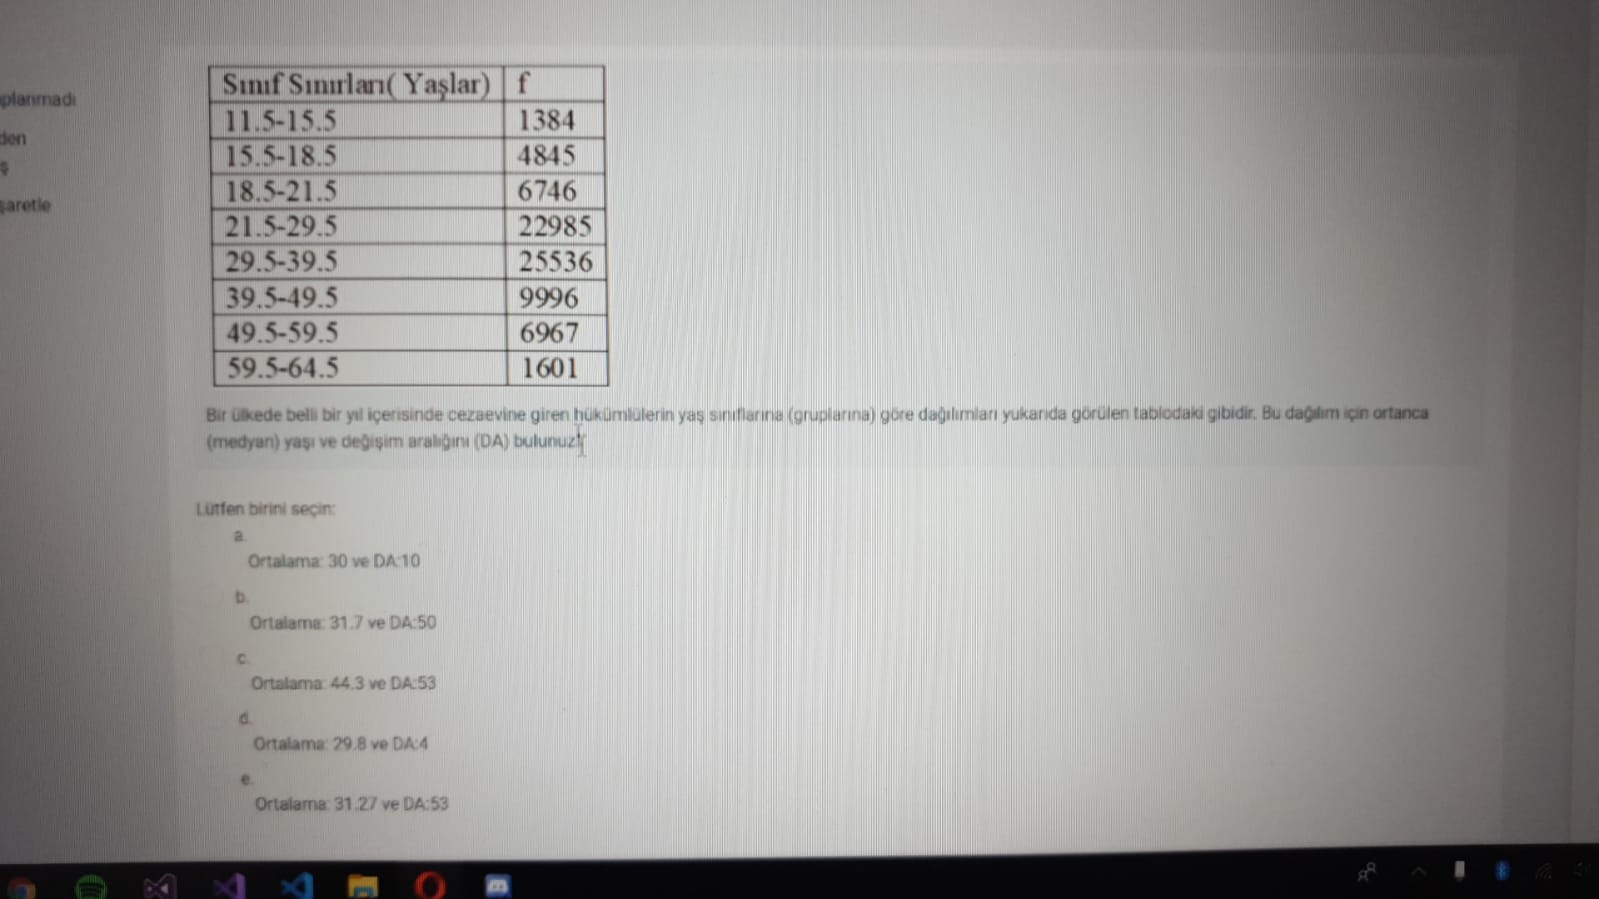 planmadı
den
ş
şaretle
Sınıf Sınırları( Yaşlar) f
11.5-15.5 1384
15.5-18.5 4845
18.5-21.5 6746
21.5-29.5 22985
29.5-39.5 25536
39.5-49.5 9996
49.5-59.5 6967
59.5-64.5 1601
Bir ülkede belli bir yıl içerisinde cezaevine giren hükümlülerin yaş sınıflarına (gruplarına) göre dağılımları yukarıda görülen tablodaki gibidir. Bu dağılım için ortanca
(medyan) yaşı ve değişim aralığını (DA) bulunuz!
Lütfen birini seçin:
a.
Ortalama: 30 ve DA:10
b.
Ortalama: 31.7 ve DA:50
c.
Ortalama: 44.3 ve DA:53
d.
Ortalama: 29.8 ve DA:4
e.
Ortalama: 31.27 ve DA:53